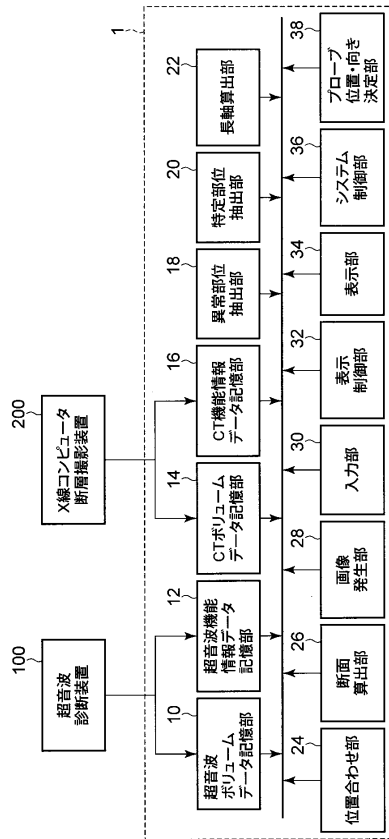 100
超音波
診断装置
200
X線コンピュータ
断層撮影装置
1
10
超音波
ボリューム
データ記憶部
12
超音波機能
情報データ
記憶部
14
CTボリューム
データ記憶部
16
CT機能情報
データ記憶部
18
異常部位
抽出部
20
特定部位
抽出部
22
長軸算出部
24
位置合わせ部
26
断面
算出部
28
画像
発生部
30
入力部
32
表示
制御部
34
表示部
36
システム
制御部
38
プローブ
位置・向き
決定部